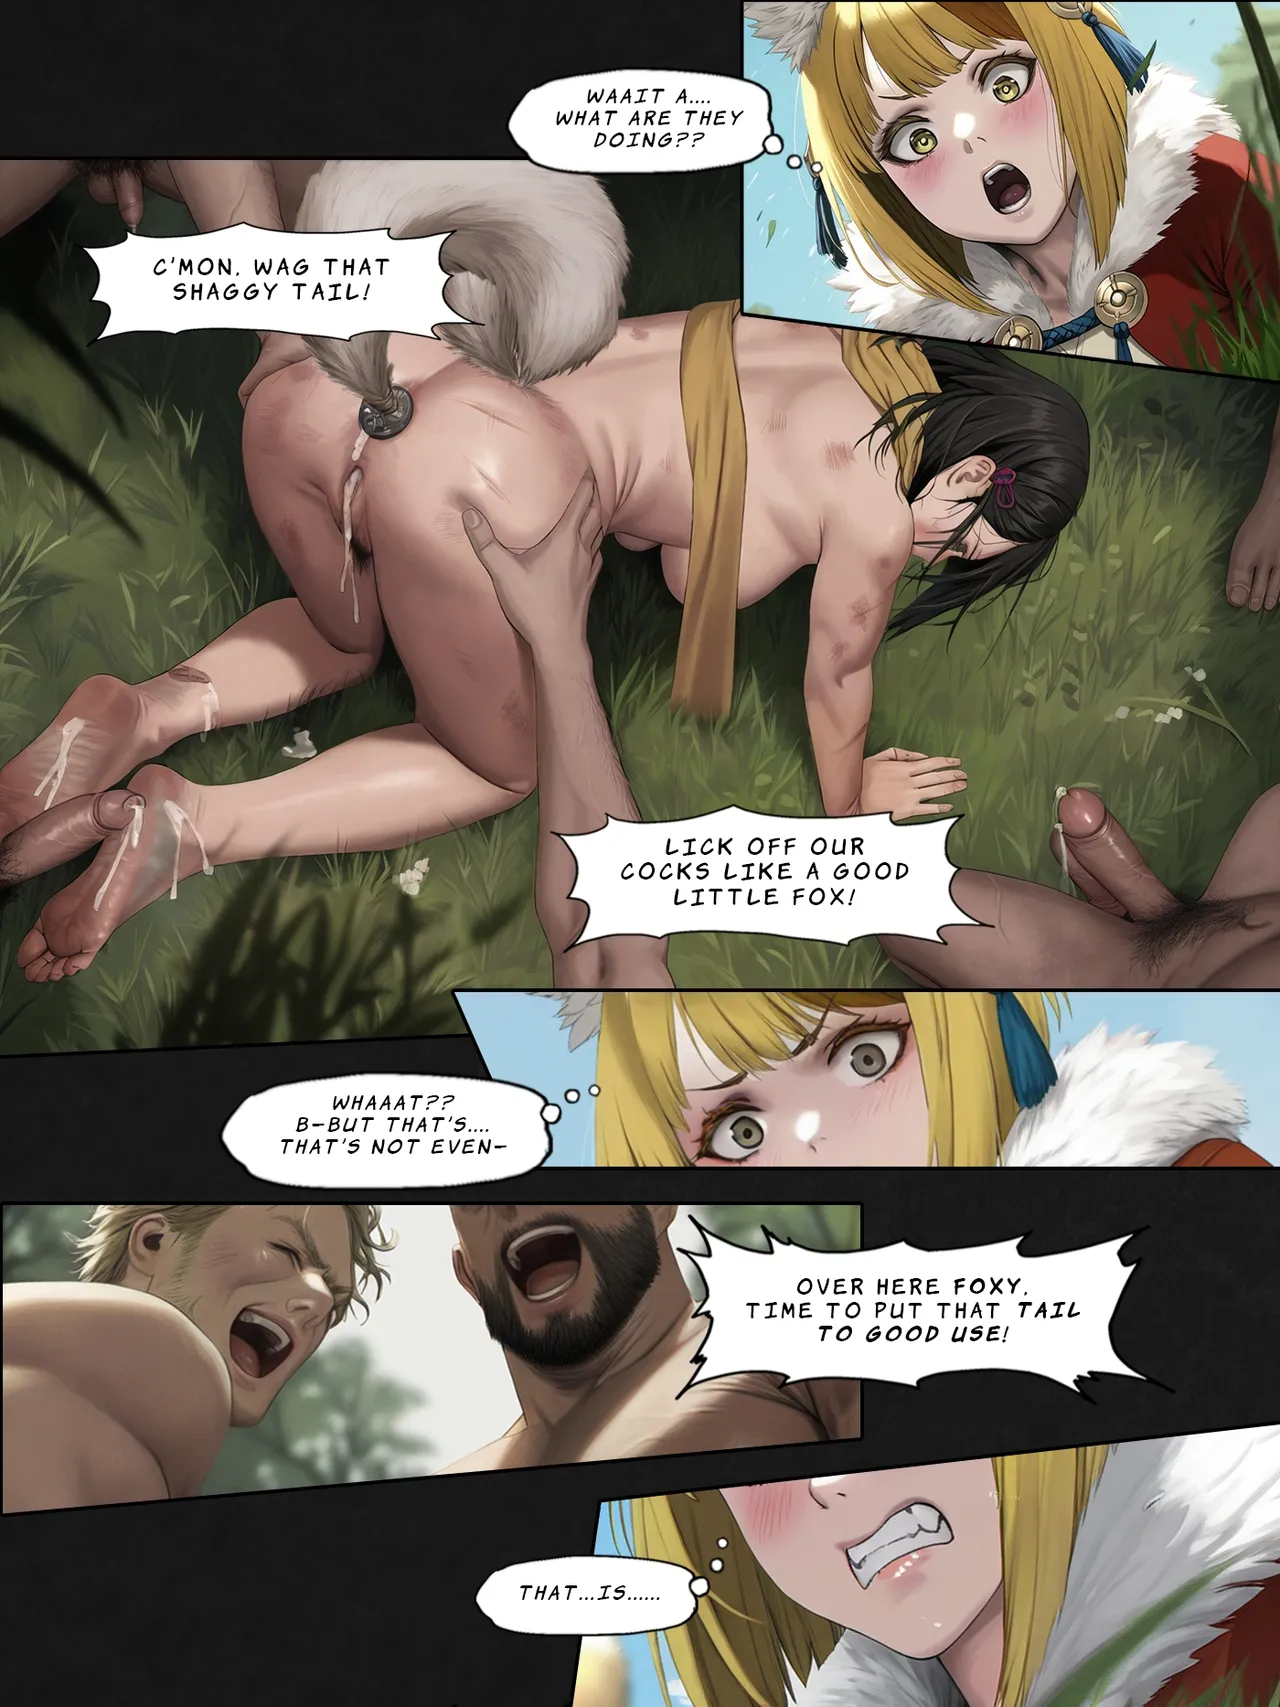 WAAIT A....
WHAT ARE THEY
DOING??
C'MON. WAG THAT
SHAGGY TAIL!
LICK OFF OUR
COCKS LIKE A GOOD
LITTLE FOX!
WHAAAT??
B-BUT THAT'S....
THAT'S NOT EVEN-
OVER HERE FOXY.
TIME TO PUT THAT TAIL
TO GOOD USE!
THAT...IS......